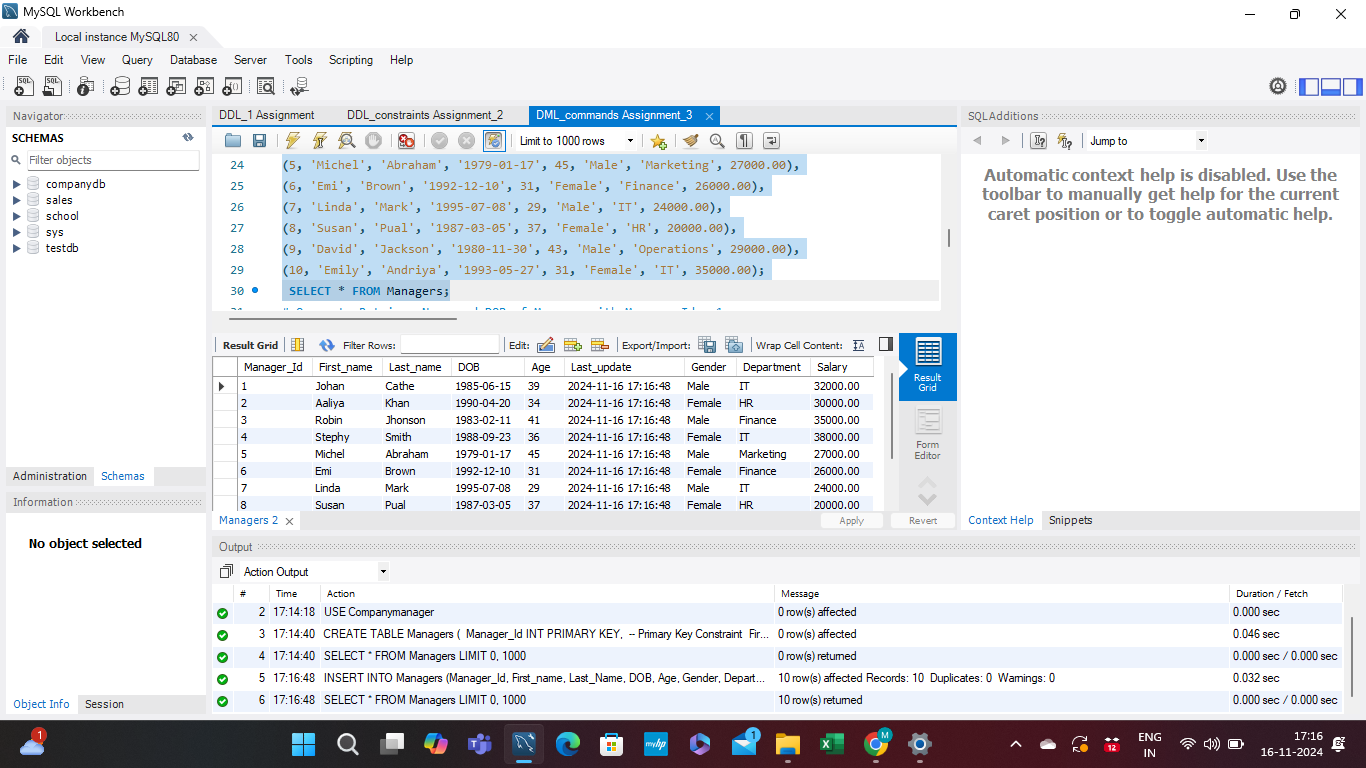 MySQL Workbench
Local instance MySQL80
File Edit View Query Database Server Tools Scripting Help
Navigator
SCHEMAS
Filter objects
companydb
sales
school
sys
testdb
Administration Schemas
Information
No object selected
Object Info Session
DDL_1 Assignment DDL_constraints Assignment_2 DML_commands Assignment_3
Limit to 1000 rows
24 (5, 'Michel', 'Abraham', '1979-01-17', 45, 'Male', 'Marketing', 27000.00),
25 (6, 'Emi', 'Brown', '1992-12-10', 31, 'Female', 'Finance', 26000.00),
26 (7, 'Linda', 'Mark', '1995-07-08', 29, 'Male', 'IT', 24000.00),
27 (8, 'Susan', 'Pual', '1987-03-05', 37, 'Female', 'HR', 20000.00),
28 (9, 'David', 'Jackson', '1980-11-30', 43, 'Male', 'Operations', 29000.00),
29 (10, 'Emily', 'Andriya', '1993-05-27', 31, 'Female', 'IT', 35000.00);
30 SELECT * FROM Managers;
Result Grid Filter Rows: Edit: Export/Import: Wrap Cell Content:
Manager_Id First_name Last_name DOB Age Last_update Gender Department Salary
1 Johan Cathe 1985-06-15 39 2024-11-16 17:16:48 Male IT 32000.00
2 Aaliya Khan 1990-04-20 34 2024-11-16 17:16:48 Female HR 30000.00
3 Robin Jhonson 1983-02-11 41 2024-11-16 17:16:48 Male Finance 35000.00
4 Stephy Smith 1988-09-23 36 2024-11-16 17:16:48 Female IT 38000.00
5 Michel Abraham 1979-01-17 45 2024-11-16 17:16:48 Male Marketing 27000.00
6 Emi Brown 1992-12-10 31 2024-11-16 17:16:48 Female Finance 26000.00
7 Linda Mark 1995-07-08 29 2024-11-16 17:16:48 Male IT 24000.00
8 Susan Pual 1987-03-05 37 2024-11-16 17:16:48 Female HR 20000.00
Result
Grid
Form
Editor
Managers 2 Apply Revert
SQLAdditions
Jump to
Automatic context help is disabled. Use the
toolbar to manually get help for the current
caret position or to toggle automatic help.
Context Help Snippets
Output
Action Output
# Time Action Message Duration / Fetch
2 17:14:18 USE Companymanager 0 row(s) affected 0.000 sec
3 17:14:40 CREATE TABLE Managers ( Manager_Id INT PRIMARY KEY, -- Primary Key Constraint Fir... 0 row(s) affected 0.046 sec
4 17:14:40 SELECT * FROM Managers LIMIT 0, 1000 0 row(s) returned 0.000 sec / 0.000 sec
5 17:16:48 INSERT INTO Managers (Manager_Id, First_name, Last_Name, DOB, Age, Gender, Depart... 10 row(s) affected Records: 10 Duplicates: 0 Warnings: 0 0.032 sec
6 17:16:48 SELECT * FROM Managers LIMIT 0, 1000 10 row(s) returned 0.000 sec / 0.000 sec
1
myhp
1
M
12
ENG
IN
17:16
16-11-2024